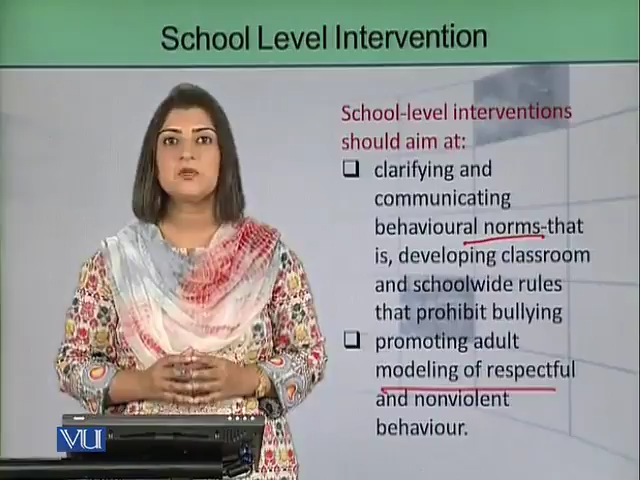 School Level Intervention
School-level interventions
should aim at:
clarifying and
communicating
behavioural norms-that
is, developing classroom
and schoolwide rules
that prohibit bullying
promoting adult
modeling of respectful
and nonviolent
behaviour.
VU